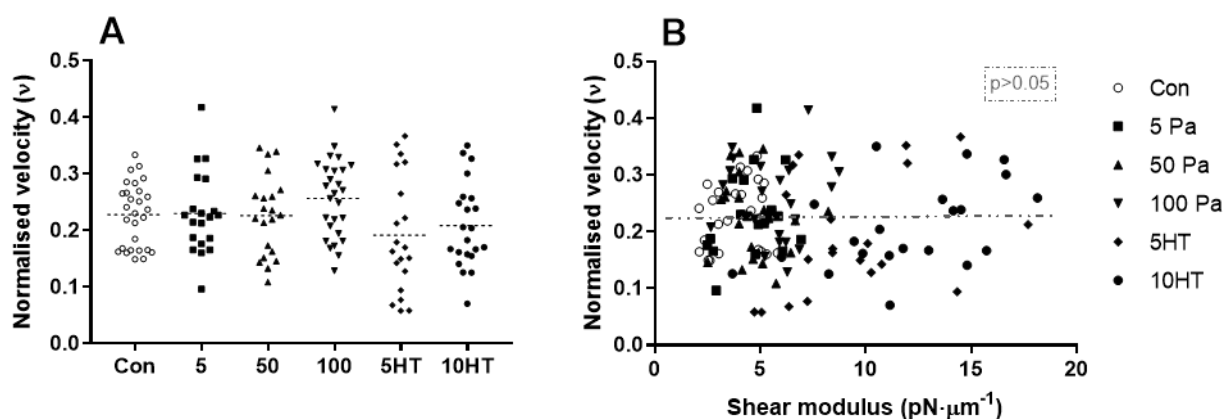 A
Normalised velocity (ν)
0.5
0.4
0.3
0.2
0.1
0.0
Con 5 50 100 5HT 10HT
B
Normalised velocity (ν)
0.5
0.4
0.3
0.2
0.1
0.0
0 5 10 15 20
Shear modulus (pN·μm⁻¹)
p>0.05
Con
5 Pa
50 Pa
100 Pa
5HT
10HT